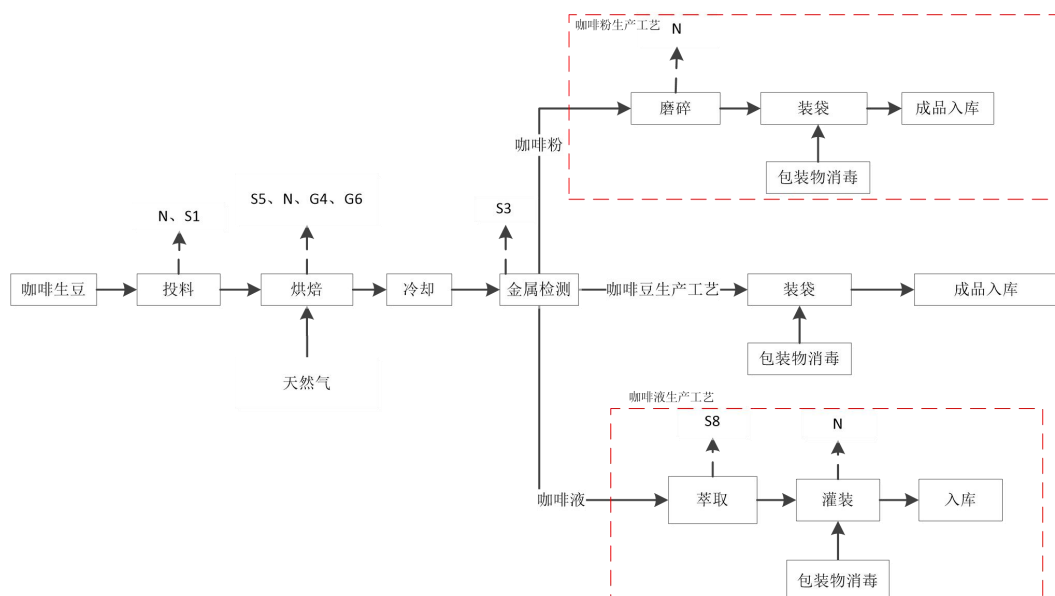 咖啡粉生产工艺
N
磨碎
装袋
成品入库
咖啡粉
包装物消毒
S5、N、G4、G6
N、S1
S3
咖啡生豆
投料
烘焙
冷却
金属检测
咖啡豆生产工艺
装袋
成品入库
包装物消毒
天然气
咖啡液生产工艺
S8
N
咖啡液
萃取
灌装
入库
包装物消毒